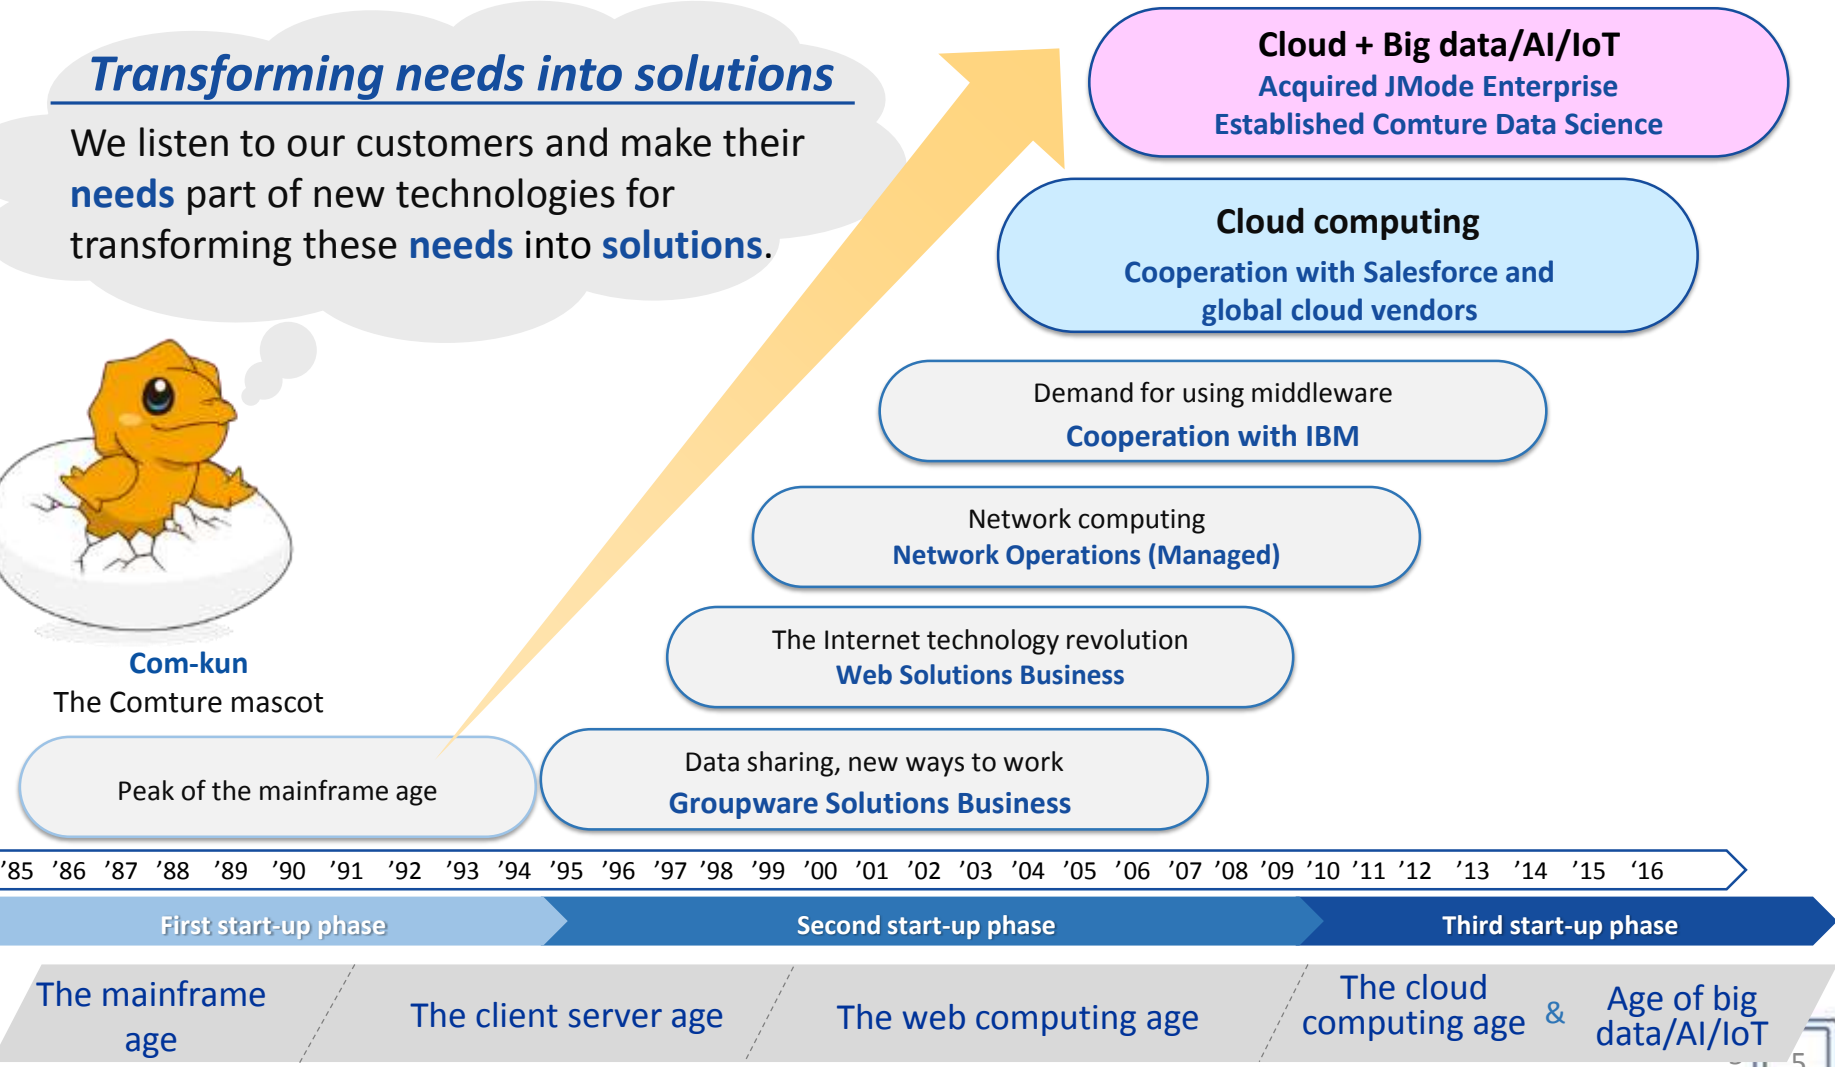 Transforming needs into solutions
We listen to our customers and make their
needs part of new technologies for
transforming these needs into solutions.
Cloud + Big data/AI/IoT
Acquired JMode Enterprise
Established Comture Data Science
Cloud computing
Cooperation with Salesforce and
global cloud vendors
Demand for using middleware
Cooperation with IBM
Network computing
Network Operations (Managed)
The Internet technology revolution
Web Solutions Business
Com-kun
The Comture mascot
Peak of the mainframe age
Data sharing, new ways to work
Groupware Solutions Business
’85 ’86 ’87 ’88 ’89 ’90 ’91 ’92 ’93 ’94 ’95 ’96 ’97 ’98 ’99 ’00 ’01 ’02 ’03 ’04 ’05 ’06 ’07 ’08 ’09 ’10 ’11 ’12 ’13 ’14 ’15 ‘16
First start-up phase Second start-up phase Third start-up phase
The mainframe
age
The client server age
The web computing age
The cloud
computing age
&
Age of big
data/AI/IoT
5